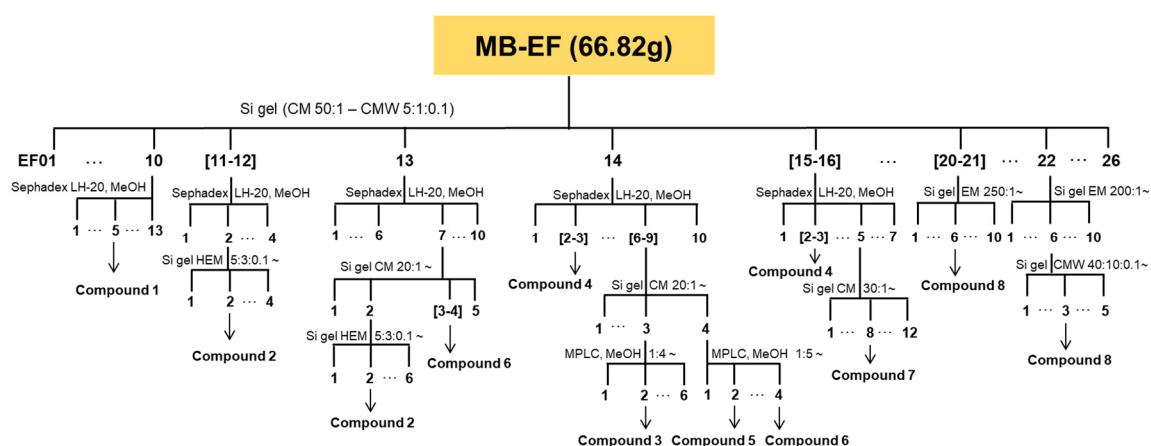 MB-EF (66.82g)
Si gel (CM 50:1 – CMW 5:1:0.1)
EF01 ··· 10 [11-12] 13 14 [15-16] ··· [20-21] ··· 22 ··· 26
Sephadex LH-20, MeOH
1 ··· 5 ··· 13
Compound 1
Sephadex LH-20, MeOH
1 2 ··· 4
Si gel HEM 5:3:0.1 ~
1 2 ··· 4
Compound 2
Sephadex LH-20, MeOH
1 ··· 6 7 ··· 10
Si gel CM 20:1 ~
1 2 [3-4] 5
Si gel HEM 5:3:0.1 ~
1 2 ··· 6
Compound 2
Compound 6
Sephadex LH-20, MeOH
1 [2-3] ··· [6-9] 10
Compound 4
Si gel CM 20:1~
1 ··· 3 4
MPLC, MeOH 1:4 ~
1 2 ··· 6
Compound 3
MPLC, MeOH 1:5 ~
1 2 ··· 4
Compound 5
Compound 6
Sephadex LH-20, MeOH
1 [2-3] ··· 5 ··· 7
Compound 4
Si gel CM 30:1~
1 ··· 8 ··· 12
Compound 7
Si gel EM 250:1~
1 ··· 6 ··· 10
Compound 8
Si gel EM 200:1~
1 ··· 6 ··· 10
Si gel CMW 40:10:0.1~
1 ··· 3 ··· 5
Compound 8